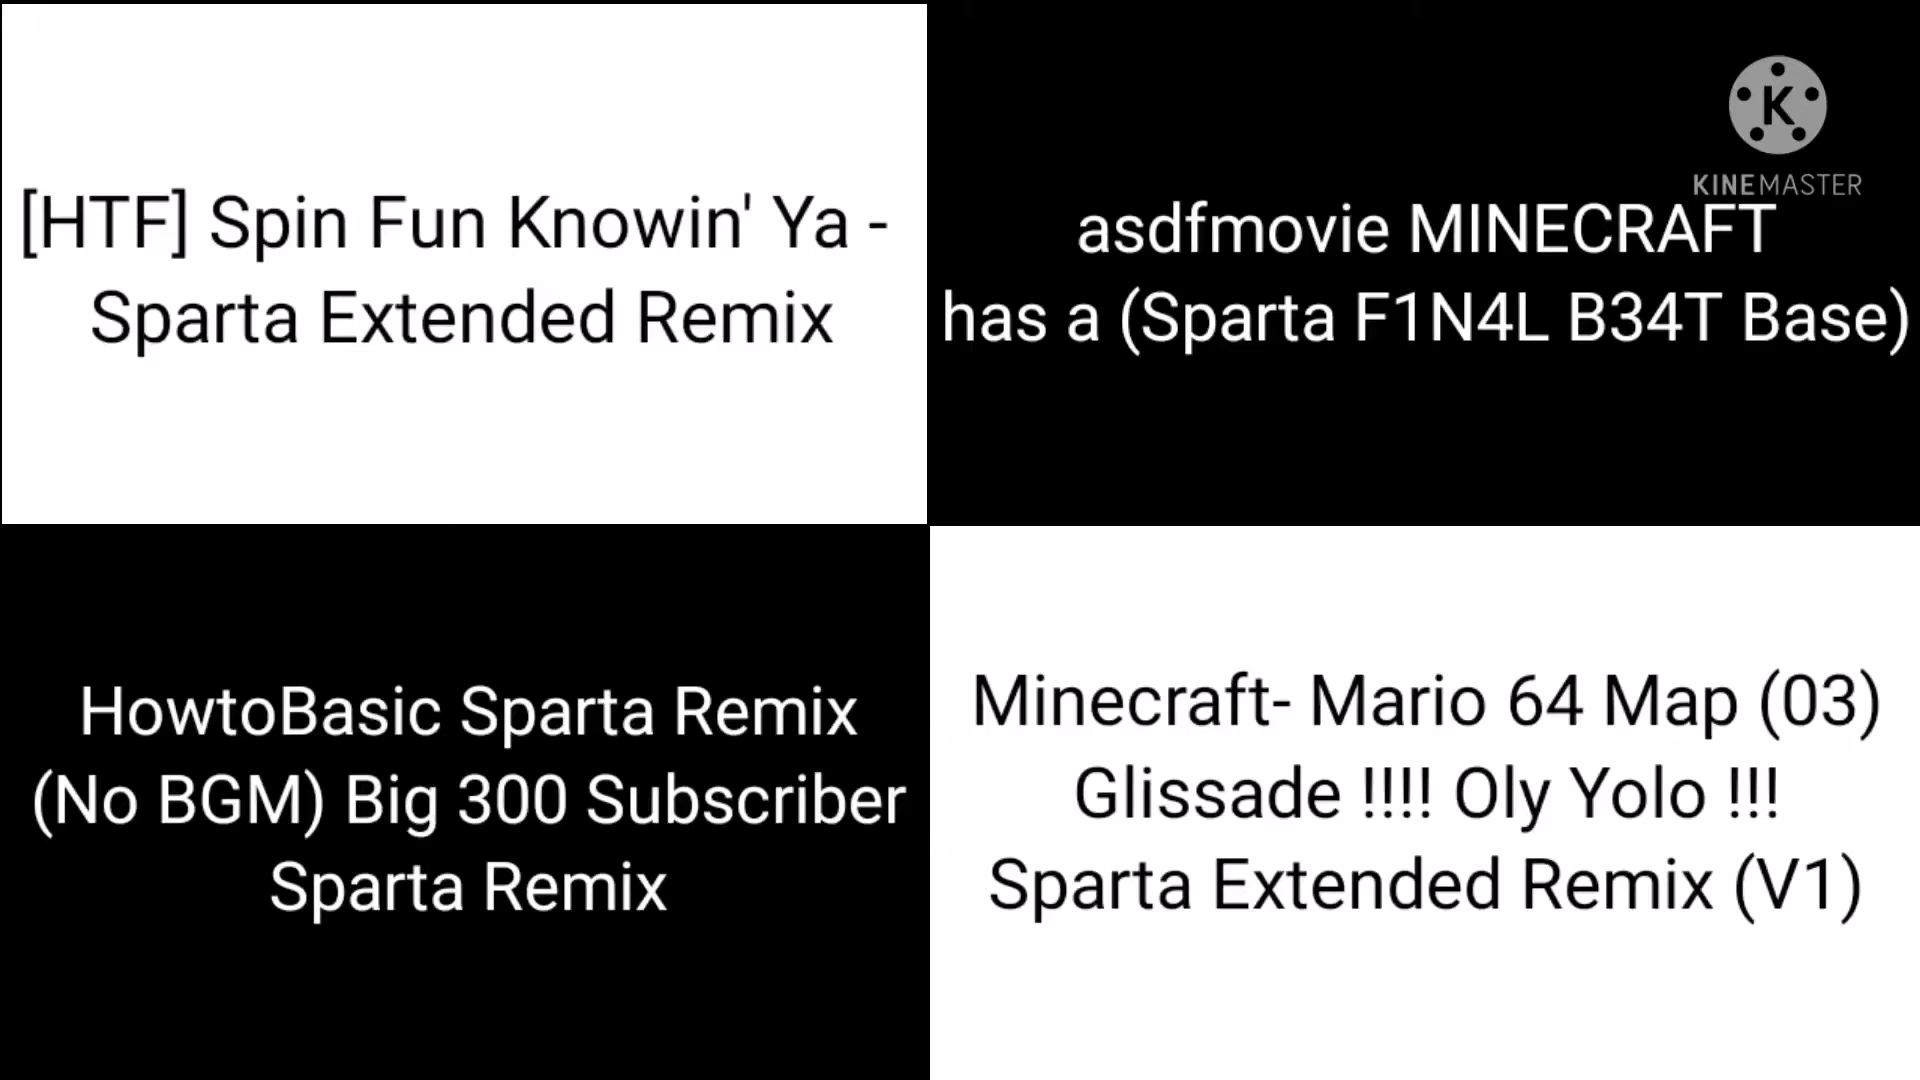 [HTF] Spin Fun Knowin' Ya -
Sparta Extended Remix
K
KINEMASTER
asdfmovie MINECRAFT
has a (Sparta F1N4L B34T Base)
HowtoBasic Sparta Remix
(No BGM) Big 300 Subscriber
Sparta Remix
Minecraft- Mario 64 Map (03)
Glissade !!!! Oly Yolo !!!
Sparta Extended Remix (V1)